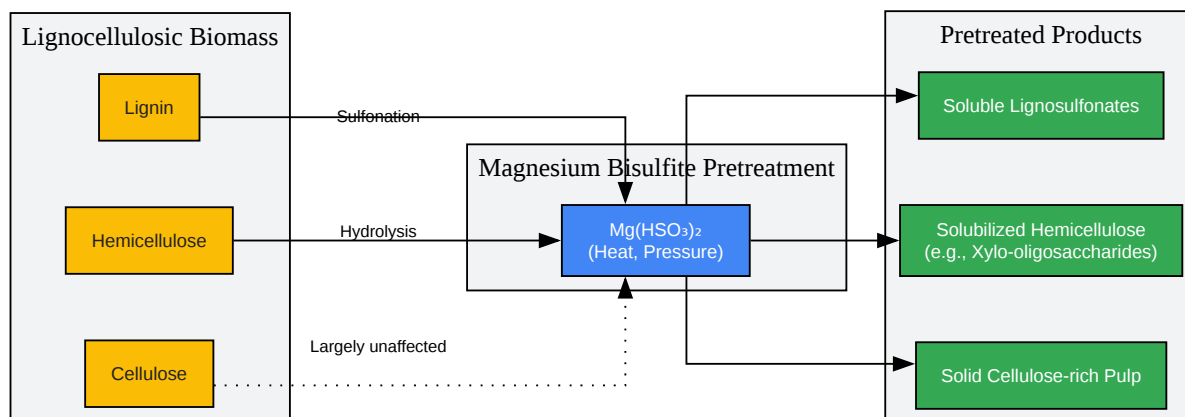 Lignocellulosic Biomass
Lignin
Hemicellulose
Cellulose
Sulfonation
Hydrolysis
Largely unaffected
Magnesium Bisulfite Pretreatment
Mg(HSO₃)₂
(Heat, Pressure)
Pretreated Products
Soluble Lignosulfonates
Solubilized Hemicellulose
(e.g., Xylo-oligosaccharides)
Solid Cellulose-rich Pulp